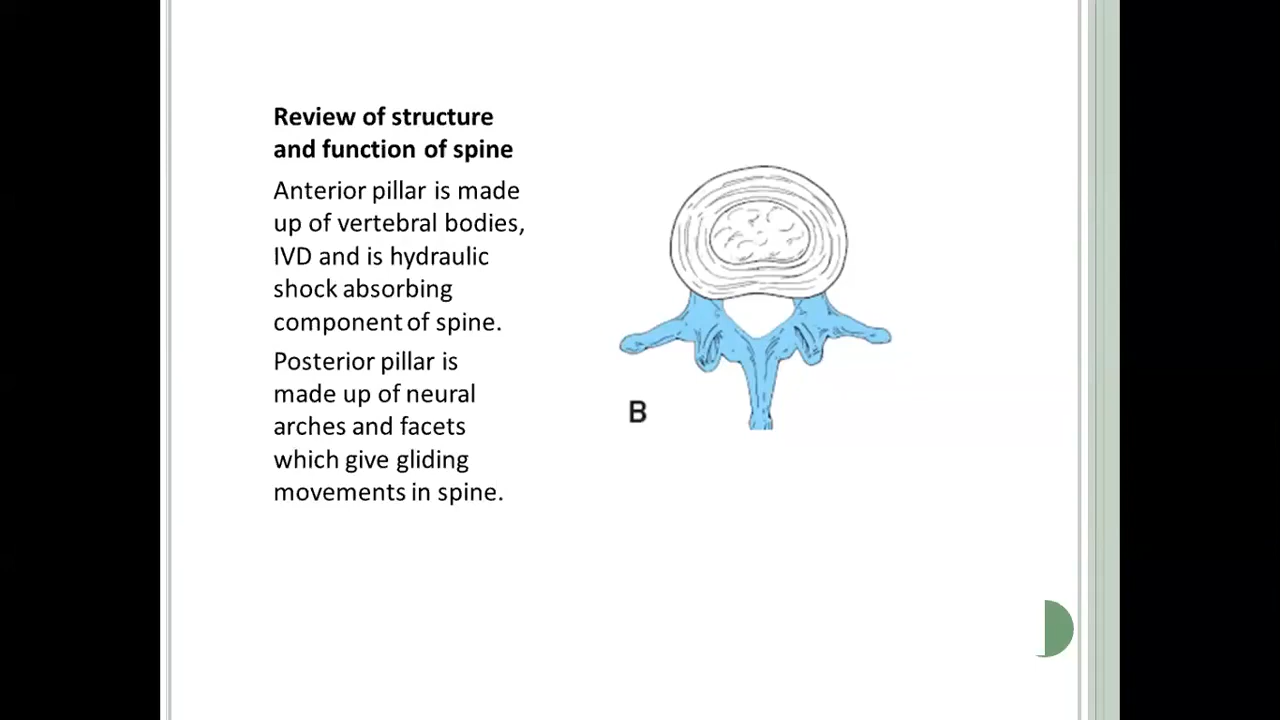 Review of structure
and function of spine
Anterior pillar is made
up of vertebral bodies,
IVD and is hydraulic
shock absorbing
component of spine.
Posterior pillar is
made up of neural
arches and facets
which give gliding
movements in spine.
B